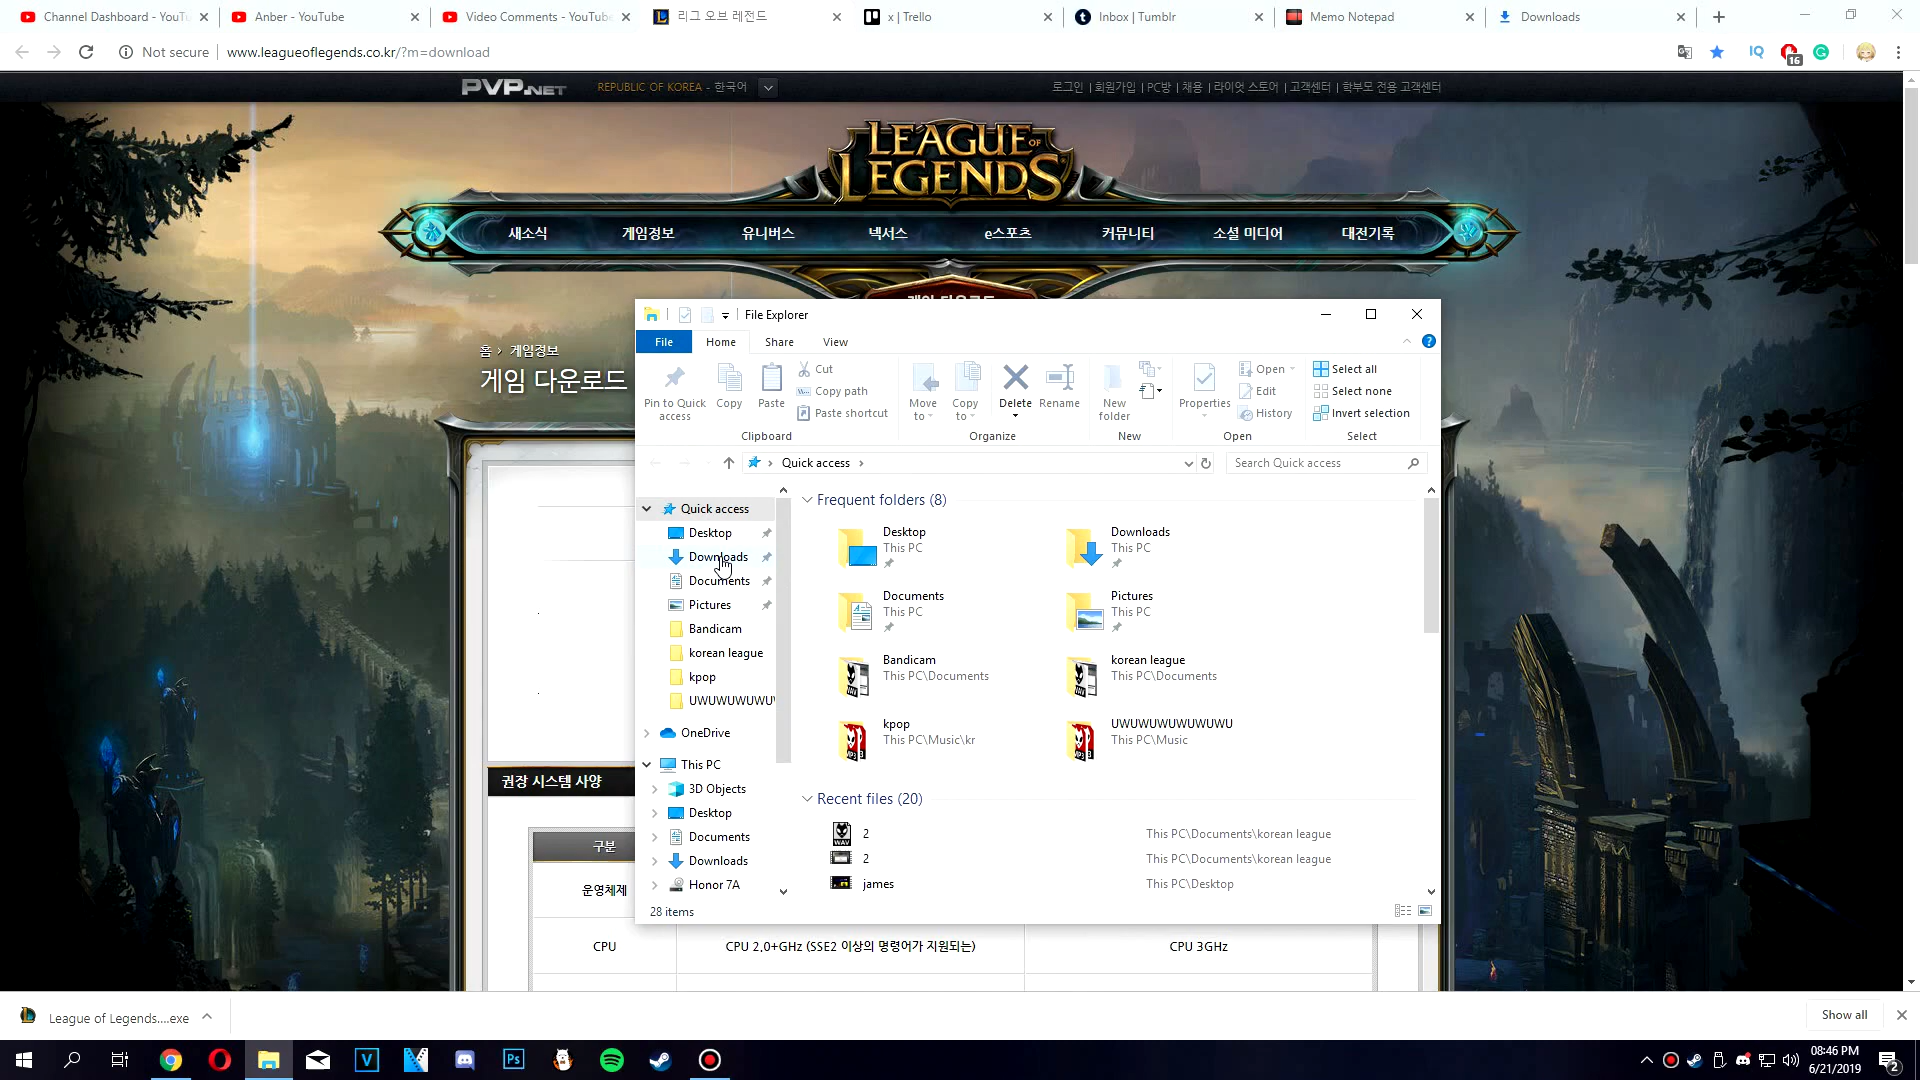 Channel Dashboard - YouTu
Anber - YouTube
Video Comments - YouTube
리그 오브 레전드
x | Trello
Inbox | Tumblr
Memo Notepad
Downloads
Not secure
www.leagueoflegends.co.kr/?m=download
IQ
16
PVP.NET
REPUBLIC OF KOREA - 한국어
로그인 | 회원가입 | PC방 | 채용 | 라이엇 스토어 | 고객센터 | 학부모 전용 고객센터
LEAGUE OF
LEGENDS
새소식 게임정보 유니버스 넥서스 e스포츠 커뮤니티 소셜 미디어 대전기록
홈 › 게임정보
게임 다운로드
File Explorer
File Home Share View
Pin to Quick access
Copy
Paste
Cut
Copy path
Paste shortcut
Clipboard
Move to
Copy to
Delete
Rename
Organize
New folder
New
Properties
Open
Edit
History
Open
Select all
Select none
Invert selection
Select
Quick access
Search Quick access
Quick access
Desktop
Downloads
Documents
Pictures
Bandicam
korean league
kpop
UWUWUWUWU
OneDrive
This PC
3D Objects
Desktop
Documents
Downloads
Honor 7A
Frequent folders (8)
Desktop
This PC
Downloads
This PC
Documents
This PC
Pictures
This PC
Bandicam
This PC\Documents
korean league
This PC\Documents
kpop
This PC\Music\kr
UWUWUWUWUWUWU
This PC\Music
Recent files (20)
WAV
2 This PC\Documents\korean league
2 This PC\Documents\korean league
james This PC\Desktop
28 items
권장 시스템 사양
구분
운영체제
CPU
CPU 2.0+GHz (SSE2 이상의 명령어가 지원되는)
CPU 3GHz
League of Legends....exe
Show all
V
Ps
08:46 PM
6/21/2019
2